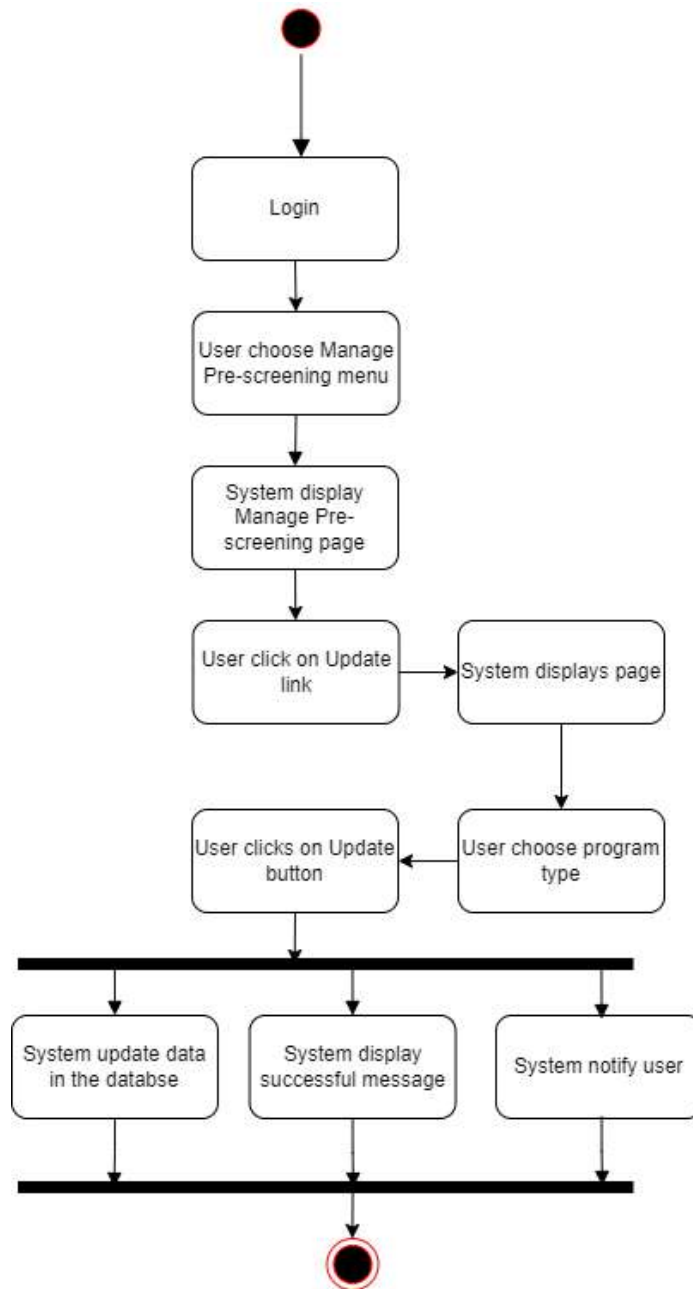 Login
User choose Manage
Pre-screening menu
System display
Manage Pre-
screening page
User click on Update
link
System displays page
User choose program
type
User clicks on Update
button
System update data
in the databse
System display
successful message
System notify user